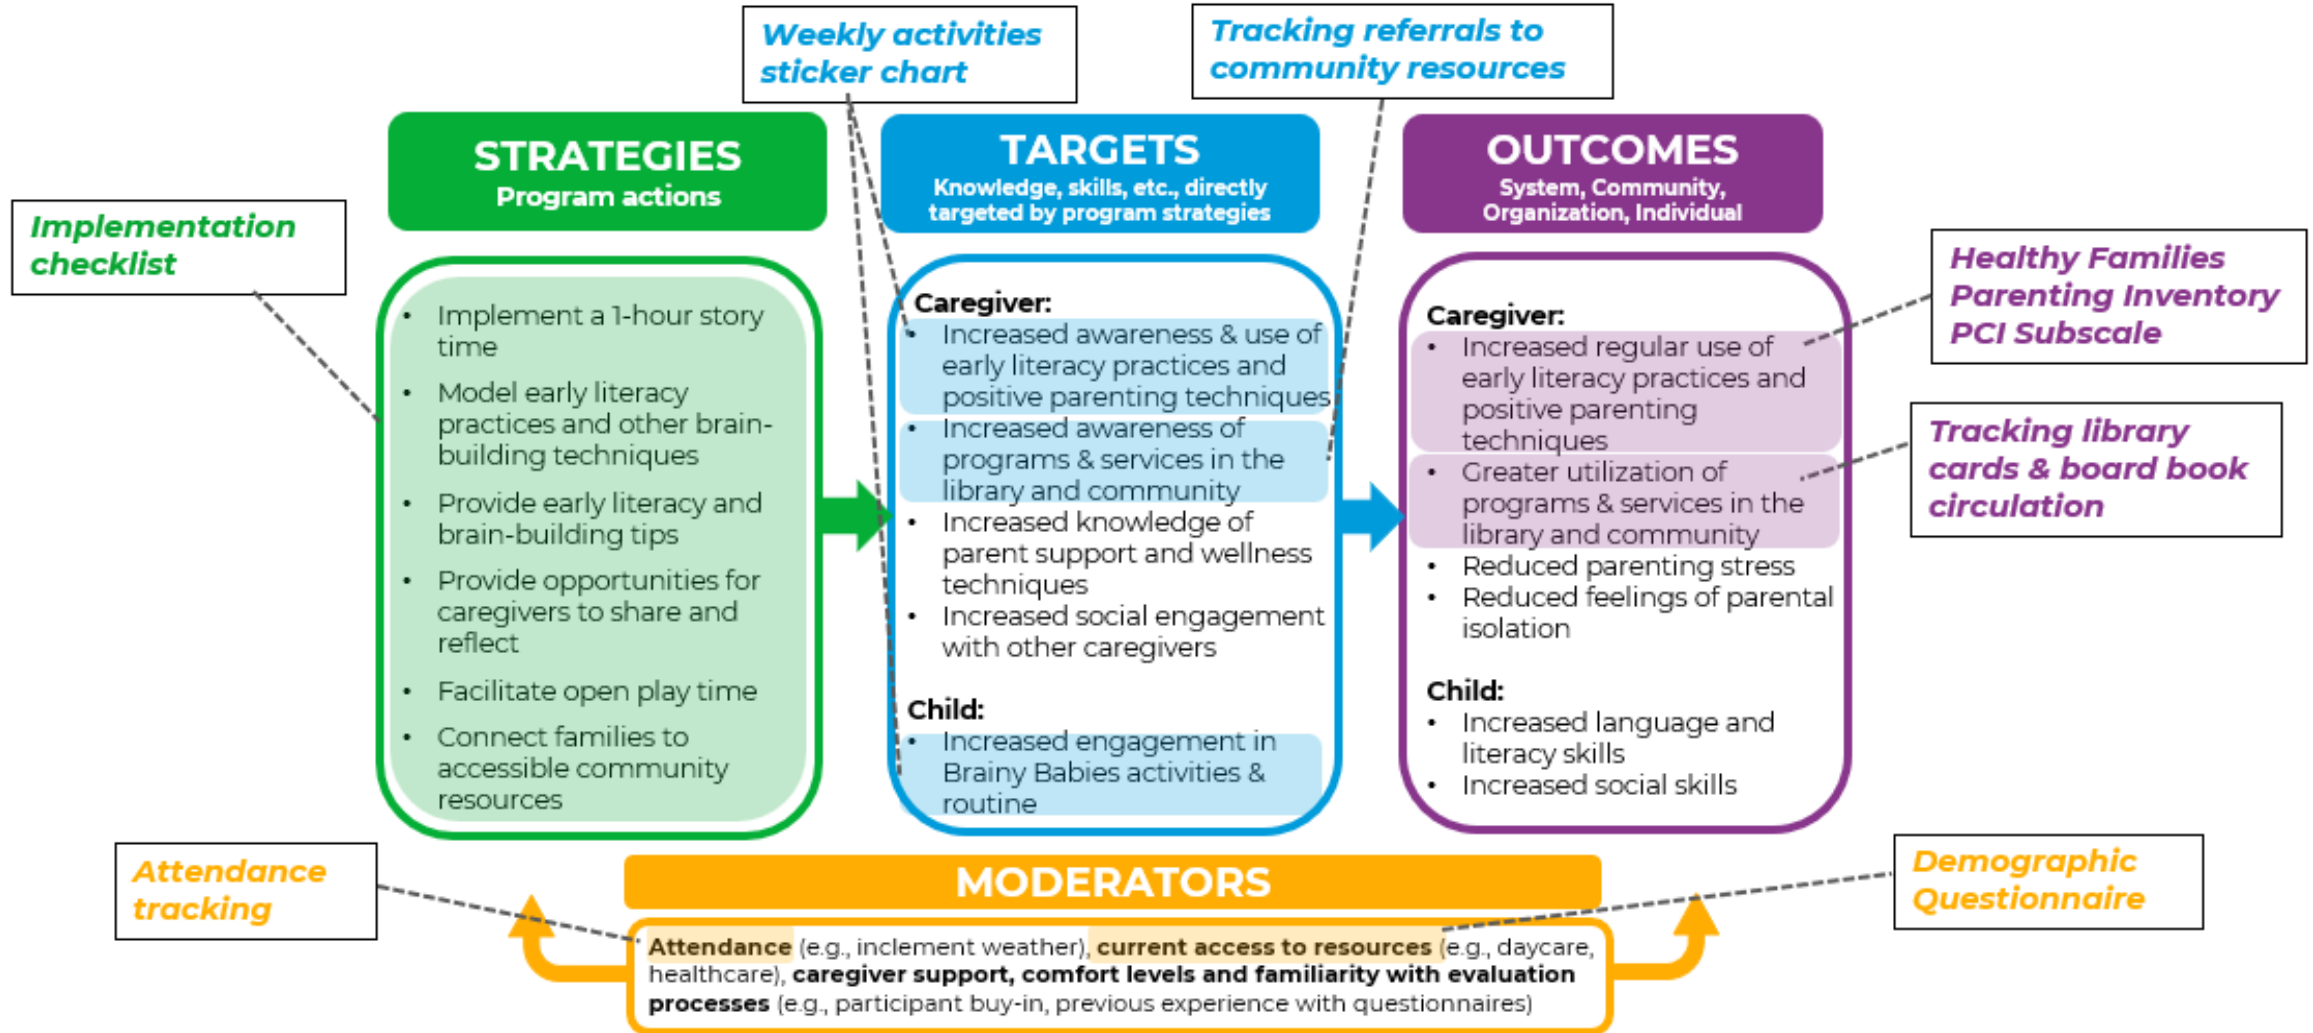 Weekly activities
sticker chart
Tracking referrals to
community resources
STRATEGIES
Program actions
TARGETS
Knowledge, skills, etc., directly
targeted by program strategies
OUTCOMES
System, Community,
Organization, Individual
Implementation
checklist
• Implement a 1-hour story
time
• Model early literacy
practices and other brain-
building techniques
• Provide early literacy and
brain-building tips
• Provide opportunities for
caregivers to share and
reflect
• Facilitate open play time
• Connect families to
accessible community
resources
Caregiver:
• Increased awareness & use of
early literacy practices and
positive parenting techniques
• Increased awareness of
programs & services in the
library and community
• Increased knowledge of
parent support and wellness
techniques
• Increased social engagement
with other caregivers
Child:
• Increased engagement in
Brainy Babies activities &
routine
Caregiver:
• Increased regular use of
early literacy practices and
positive parenting
techniques
• Greater utilization of
programs & services in the
library and community
• Reduced parenting stress
• Reduced feelings of parental
isolation
Child:
• Increased language and
literacy skills
• Increased social skills
Healthy Families
Parenting Inventory
PCI Subscale
Tracking library
cards & board book
circulation
Attendance
tracking
MODERATORS
Attendance (e.g., inclement weather), current access to resources (e.g., daycare,
healthcare), caregiver support, comfort levels and familiarity with evaluation
processes (e.g., participant buy-in, previous experience with questionnaires)
Demographic
Questionnaire